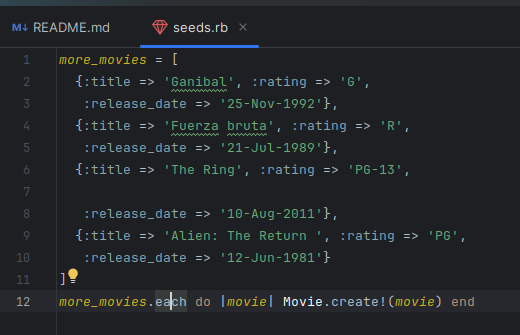 M↓ README.md seeds.rb ×
1 more_movies = [
2 {:title => 'Ganibal', :rating => 'G',
3 :release_date => '25-Nov-1992'},
4 {:title => 'Fuerza bruta', :rating => 'R',
5 :release_date => '21-Jul-1989'},
6 {:title => 'The Ring', :rating => 'PG-13',
7
8 :release_date => '10-Aug-2011'},
9 {:title => 'Alien: The Return ', :rating => 'PG',
10 :release_date => '12-Jun-1981'}
11 ]
12 more_movies.each do |movie| Movie.create!(movie) end